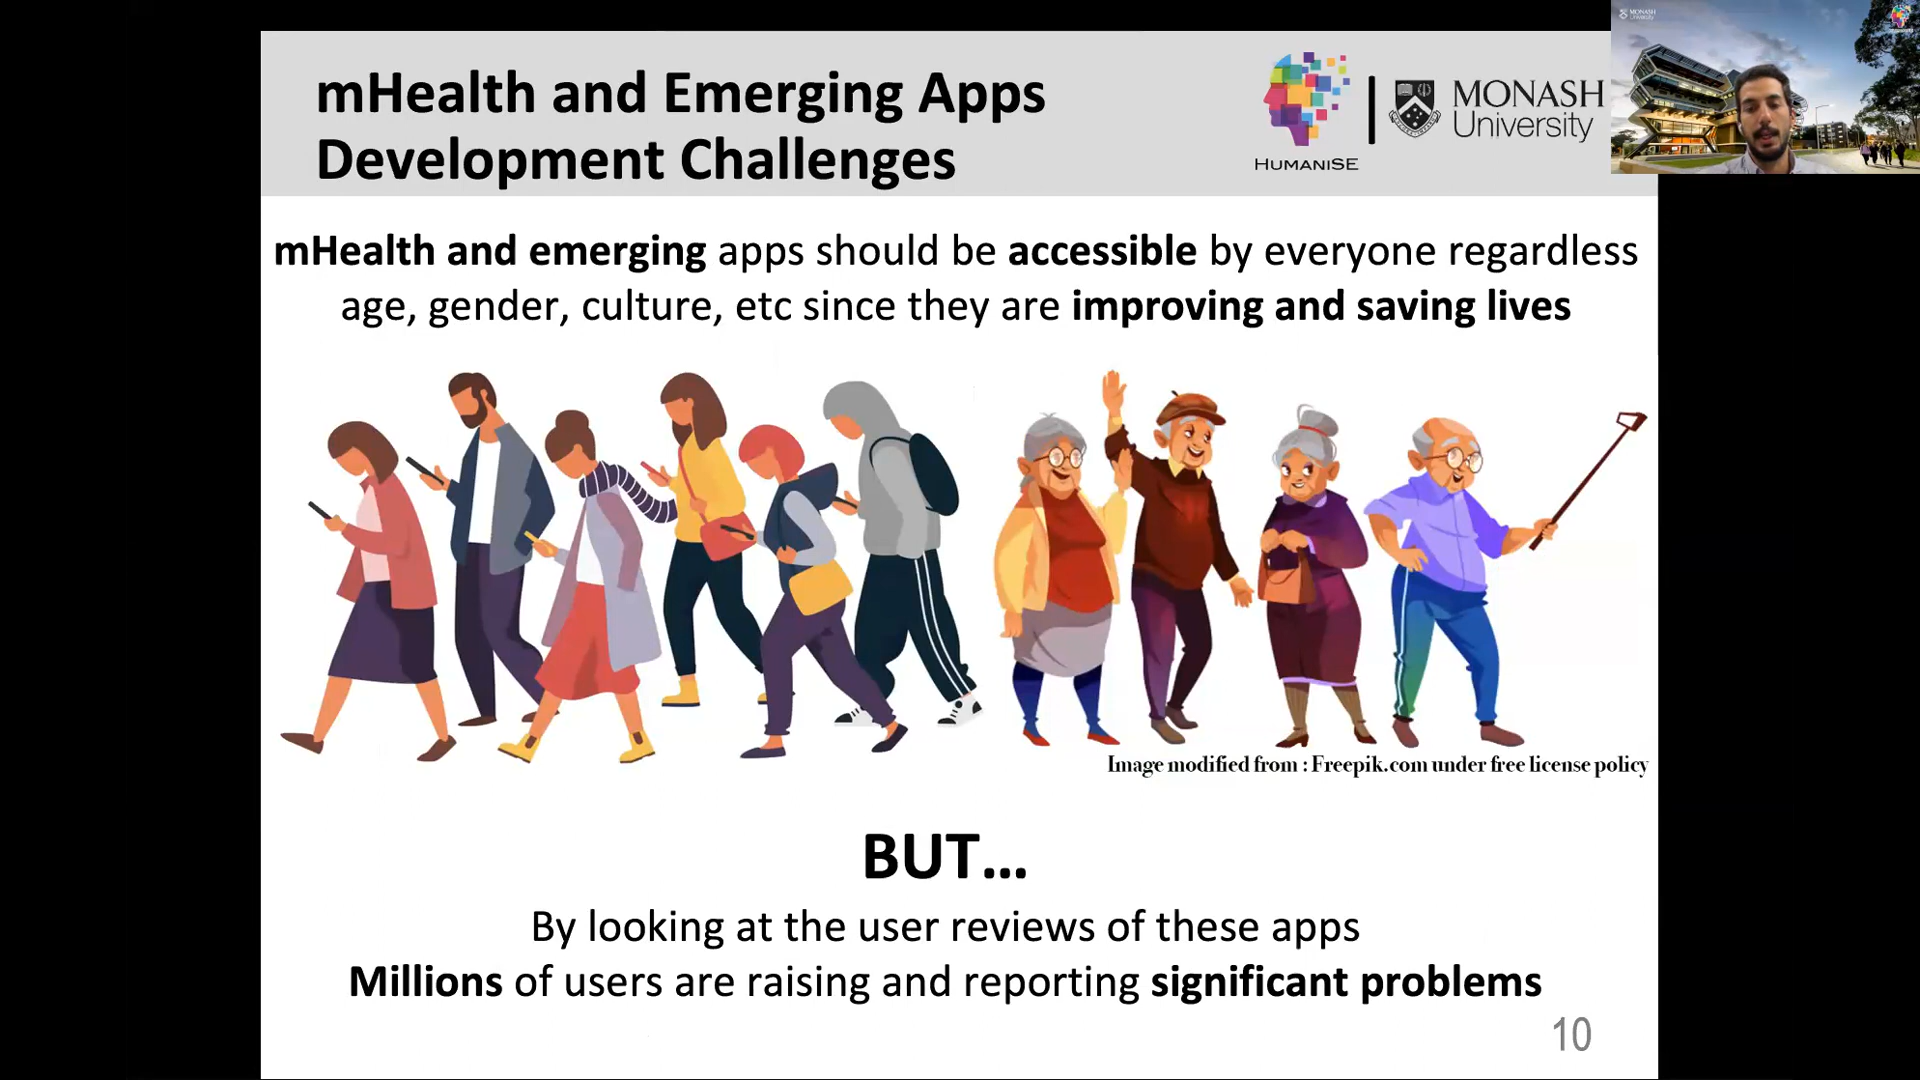 mHealth and Emerging Apps
Development Challenges
HUMANISE
MONASH
University
MONASH
University
mHealth and emerging apps should be accessible by everyone regardless
age, gender, culture, etc since they are improving and saving lives
Image modified from : Freepik.com under free license policy
BUT...
By looking at the user reviews of these apps
Millions of users are raising and reporting significant problems
10